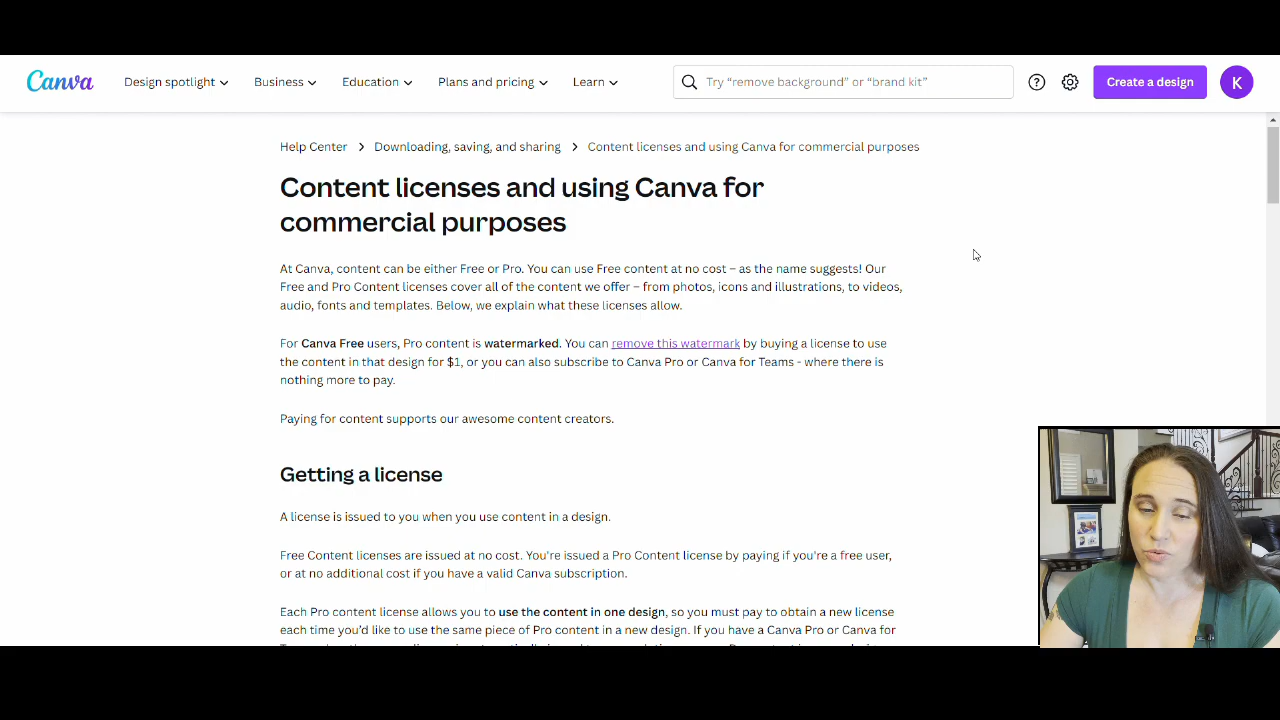 Canva
Design spotlight
Business
Education
Plans and pricing
Learn
Try “remove background” or “brand kit”
Create a design
K
Help Center
Downloading, saving, and sharing
Content licenses and using Canva for commercial purposes
Content licenses and using Canva for
commercial purposes
At Canva, content can be either Free or Pro. You can use Free content at no cost – as the name suggests! Our
Free and Pro Content licenses cover all of the content we offer – from photos, icons and illustrations, to videos,
audio, fonts and templates. Below, we explain what these licenses allow.
For Canva Free users, Pro content is watermarked. You can remove this watermark by buying a license to use
the content in that design for $1, or you can also subscribe to Canva Pro or Canva for Teams - where there is
nothing more to pay.
Paying for content supports our awesome content creators.
Getting a license
A license is issued to you when you use content in a design.
Free Content licenses are issued at no cost. You're issued a Pro Content license by paying if you're a free user,
or at no additional cost if you have a valid Canva subscription.
Each Pro content license allows you to use the content in one design, so you must pay to obtain a new license
each time you'd like to use the same piece of Pro content in a new design. If you have a Canva Pro or Canva for